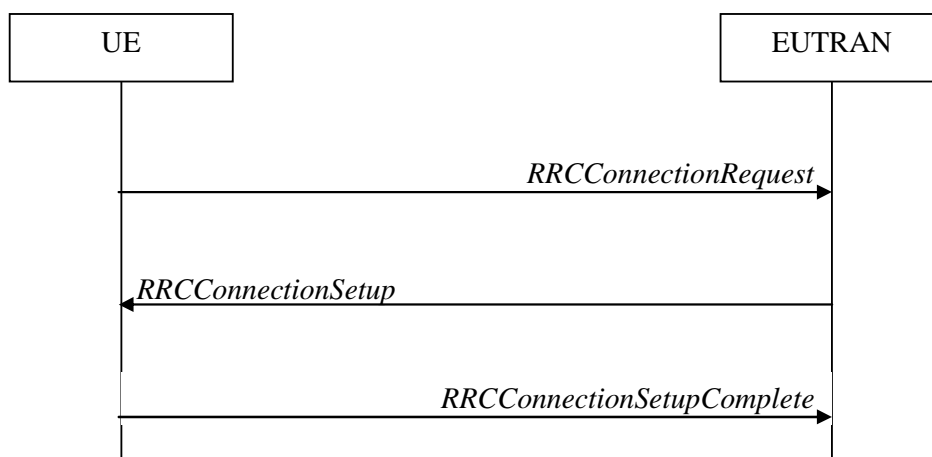 UE
EUTRAN
RRCConnectionRequest
RRCConnectionSetup
RRCConnectionSetupComplete